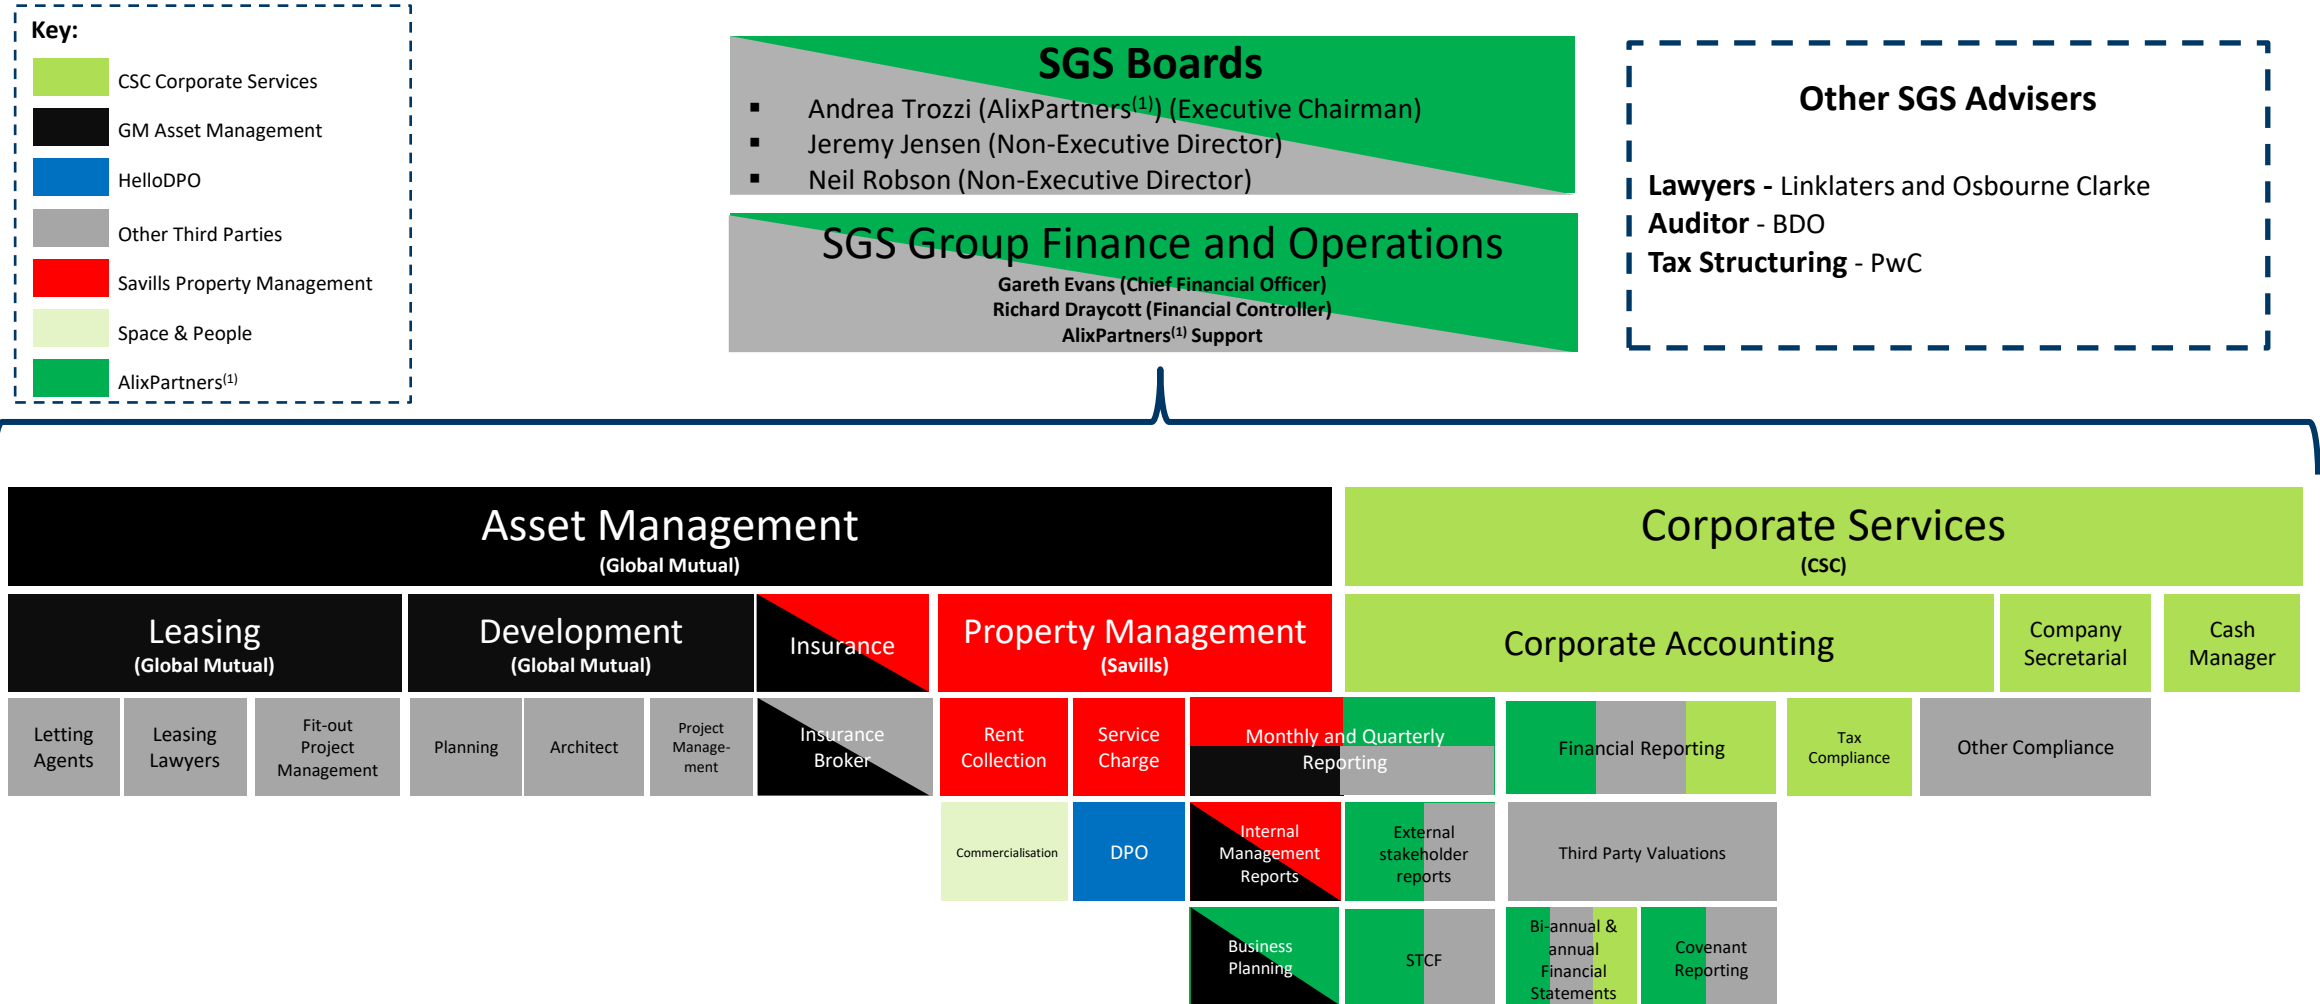 Key:
CSC Corporate Services
GM Asset Management
HelloDPO
Other Third Parties
Savills Property Management
Space & People
AlixPartners(1)
SGS Boards
▪ Andrea Trozzi (AlixPartners(1)) (Executive Chairman)
▪ Jeremy Jensen (Non-Executive Director)
▪ Neil Robson (Non-Executive Director)
SGS Group Finance and Operations
Gareth Evans (Chief Financial Officer)
Richard Draycott (Financial Controller)
AlixPartners(1) Support
Other SGS Advisers
Lawyers - Linklaters and Osbourne Clarke
Auditor - BDO
Tax Structuring - PwC
Asset Management
(Global Mutual)
Corporate Services
(CSC)
Leasing
(Global Mutual)
Development
(Global Mutual)
Insurance
Property Management
(Savills)
Corporate Accounting
Company
Secretarial
Cash
Manager
Letting
Agents
Leasing
Lawyers
Fit-out
Project
Management
Planning
Architect
Project
Manage-
ment
Insurance
Broker
Rent
Collection
Service
Charge
Monthly and Quarterly
Reporting
Financial Reporting
Tax
Compliance
Other Compliance
Commercialisation
DPO
Internal
Management
Reports
External
stakeholder
reports
Third Party Valuations
Business
Planning
STCF
Bi-annual &
annual
Financial
Statements
Covenant
Reporting